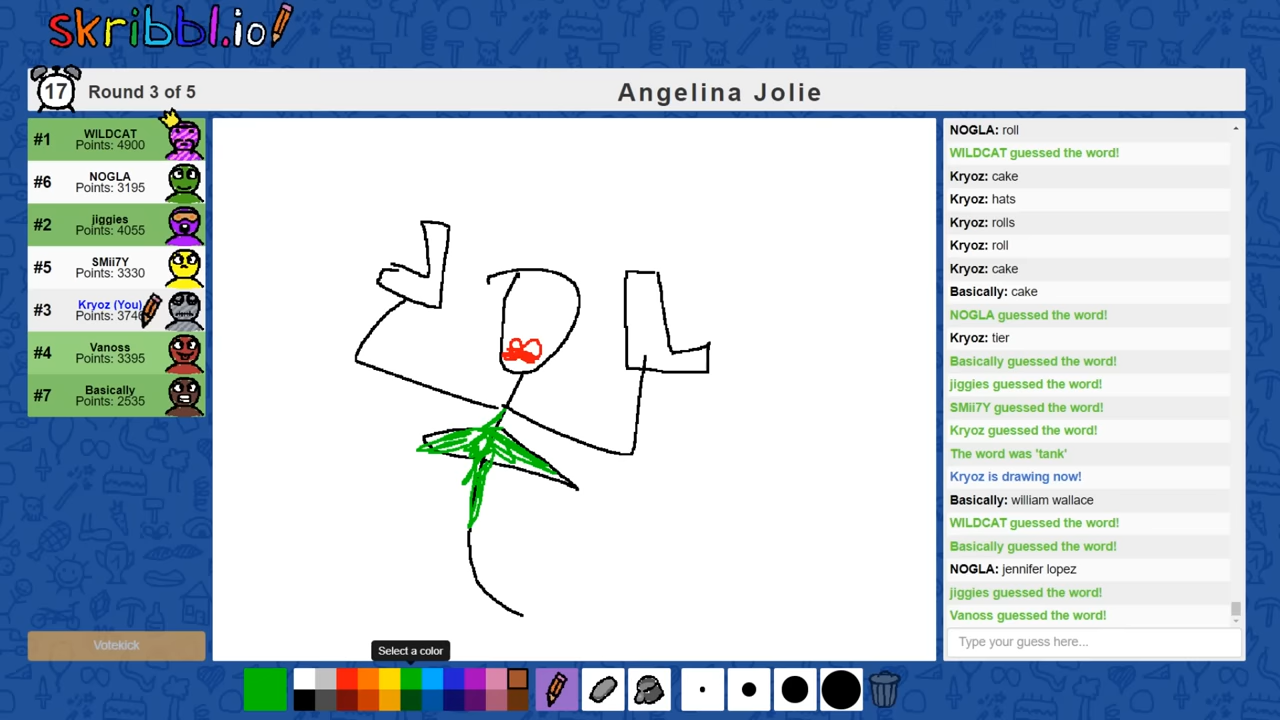 skribbl.io
17
Round 3 of 5
Angelina Jolie
#1
WILDCAT
Points: 4900
#6
NOGLA
Points: 3195
#2
jiggies
Points: 4055
#5
SMii7Y
Points: 3330
#3
Kryoz (You)
Points: 3746
#4
Vanoss
Points: 3395
#7
Basically
Points: 2535
Votekick
NOGLA: roll
WILDCAT guessed the word!
Kryoz: cake
Kryoz: hats
Kryoz: rolls
Kryoz: roll
Kryoz: cake
Basically: cake
NOGLA guessed the word!
Kryoz: tier
Basically guessed the word!
jiggies guessed the word!
SMii7Y guessed the word!
Kryoz guessed the word!
The word was 'tank'
Kryoz is drawing now!
Basically: william wallace
WILDCAT guessed the word!
Basically guessed the word!
NOGLA: jennifer lopez
jiggies guessed the word!
Vanoss guessed the word!
Type your guess here...
Select a color